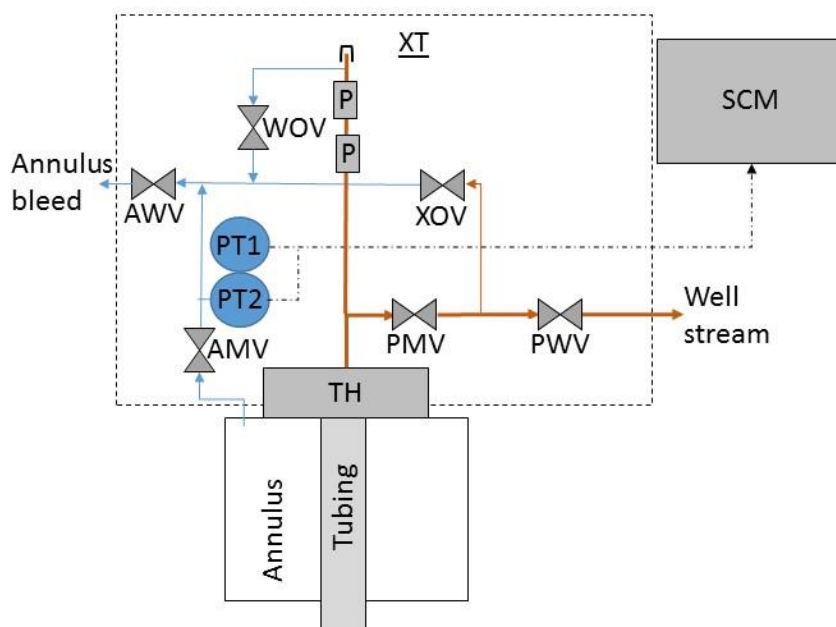 XT
SCM
P
WOV
P
Annulus
bleed
AWV
XOV
PT1
PT2
Well
stream
AMV
PMV
PWV
TH
Annulus
Tubing